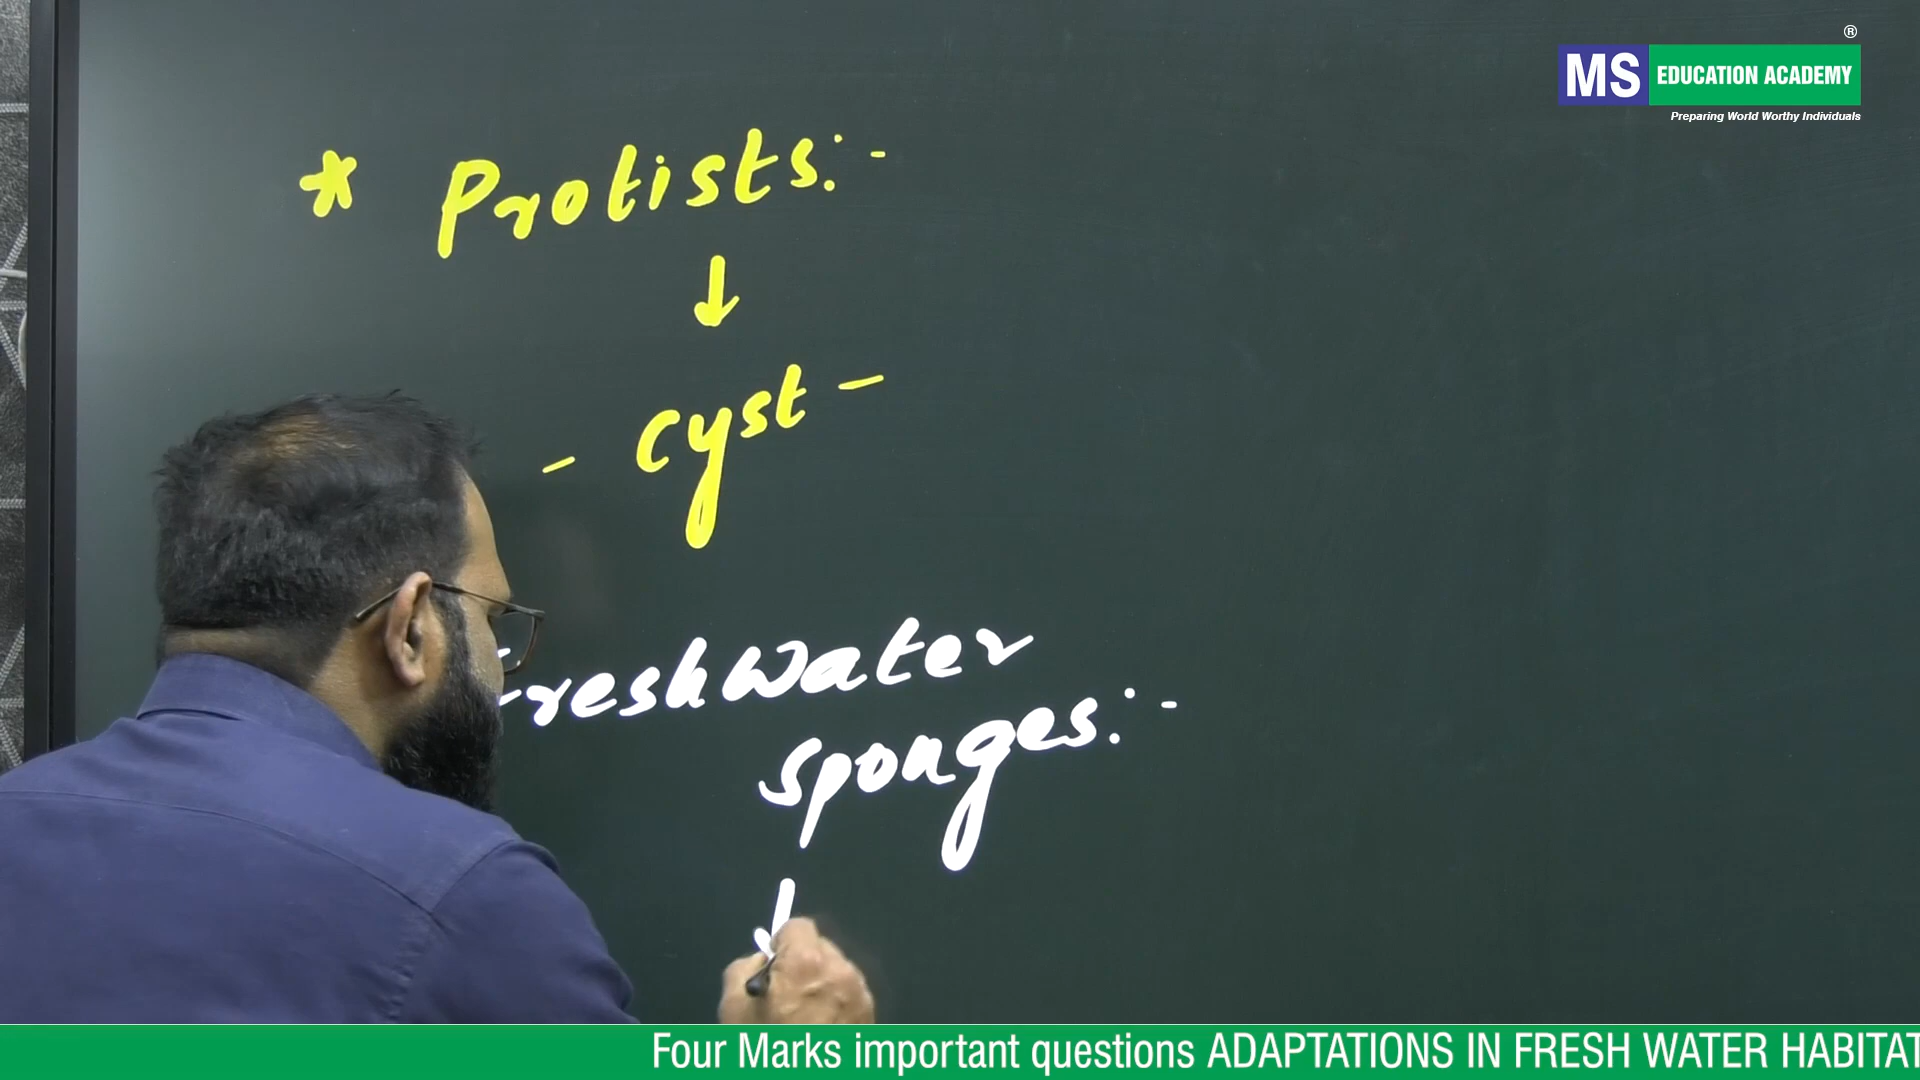 ®
MS EDUCATION ACADEMY
Preparing World Worthy Individuals
* Protists:-
↓
- Cyst -
freshwater
sponges:-
↓
Four Marks important questions ADAPTATIONS IN FRESH WATER HABITAT